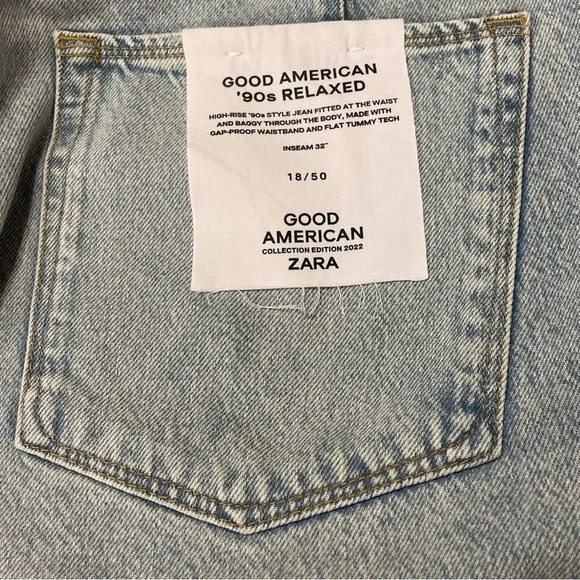 GOOD AMERICAN
'90s RELAXED
HIGH-RISE '90s STYLE JEAN FITTED AT THE WAIST
AND BAGGY THROUGH THE BODY, MADE WITH
GAP-PROOF WAISTBAND AND FLAT TUMMY TECH
INSEAM 32"
18/50
GOOD
AMERICAN
COLLECTION EDITION 2022
ZARA